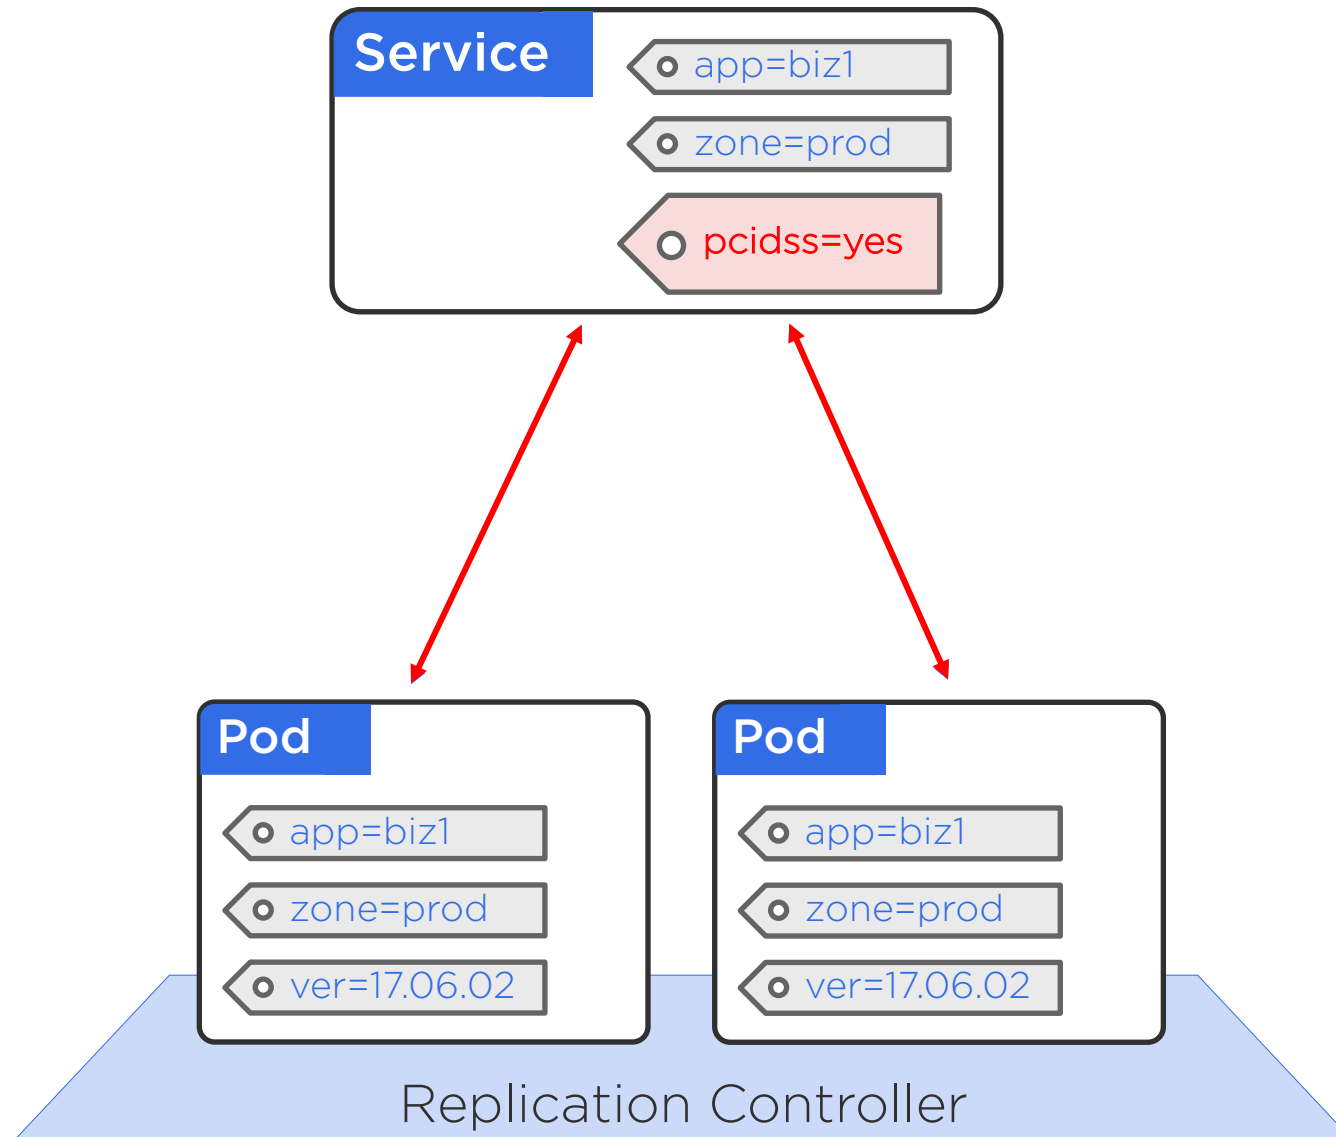 Service
app=biz1
zone=prod
pcidss=yes
Pod
app=biz1
zone=prod
ver=17.06.02
Pod
app=biz1
zone=prod
ver=17.06.02
Replication Controller